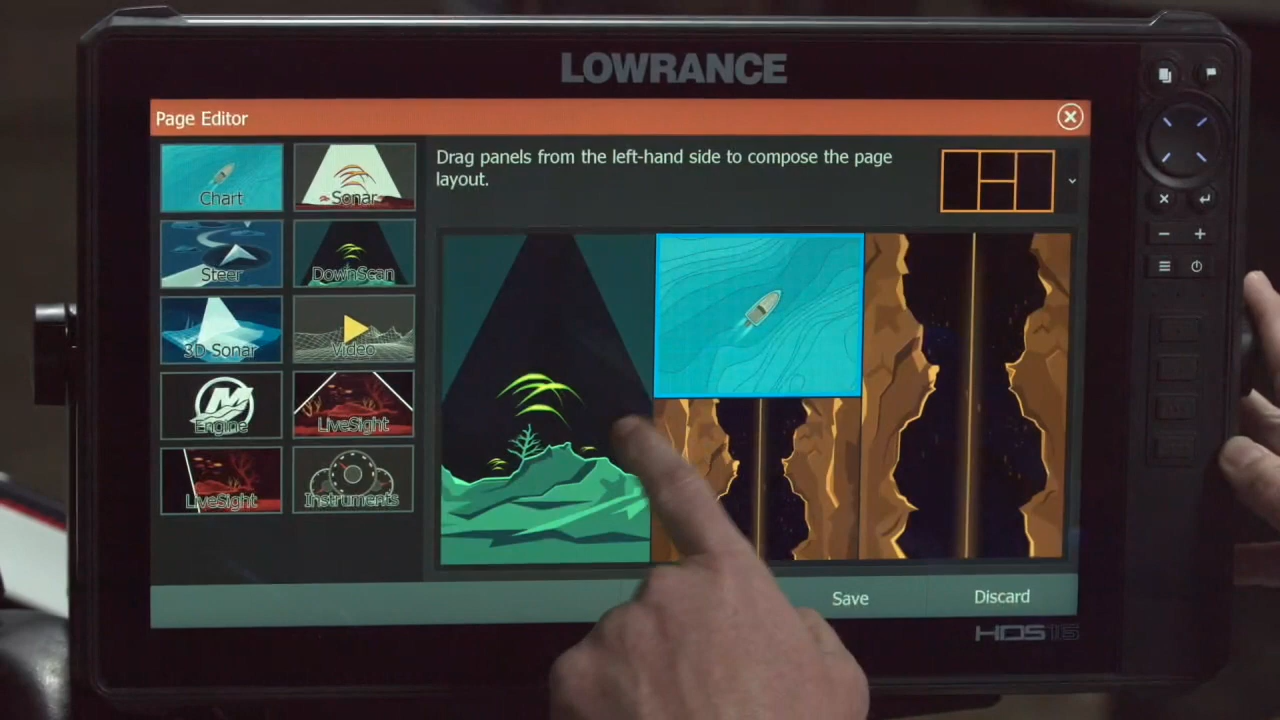 LOWRANCE
Page Editor
Drag panels from the left-hand side to compose the page
layout.
Chart
Sonar
Steer
DownScan
3D Sonar
Video
Engine
LiveSight
LiveSight
Instruments
Save
Discard
HDS 16